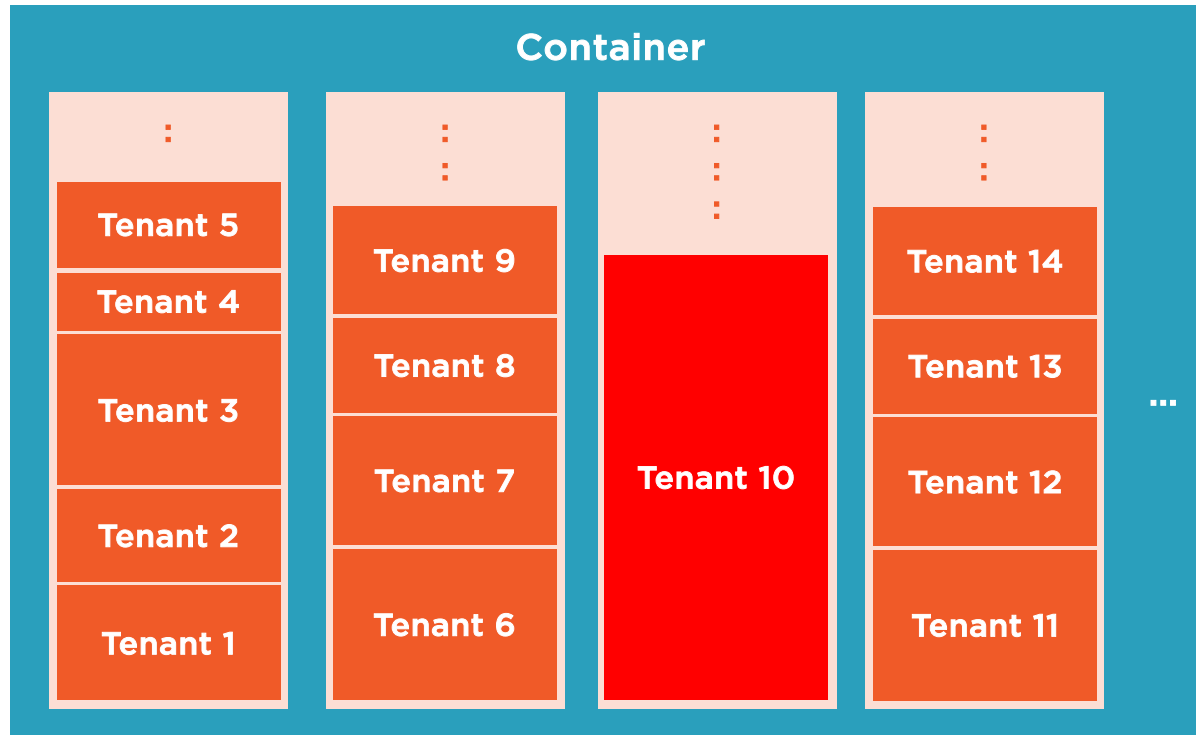 Container
:
Tenant 5
Tenant 4
Tenant 3
Tenant 2
Tenant 1
:
:
Tenant 9
Tenant 8
Tenant 7
Tenant 6
:
:
:
Tenant 10
:
:
Tenant 14
Tenant 13
Tenant 12
Tenant 11
...